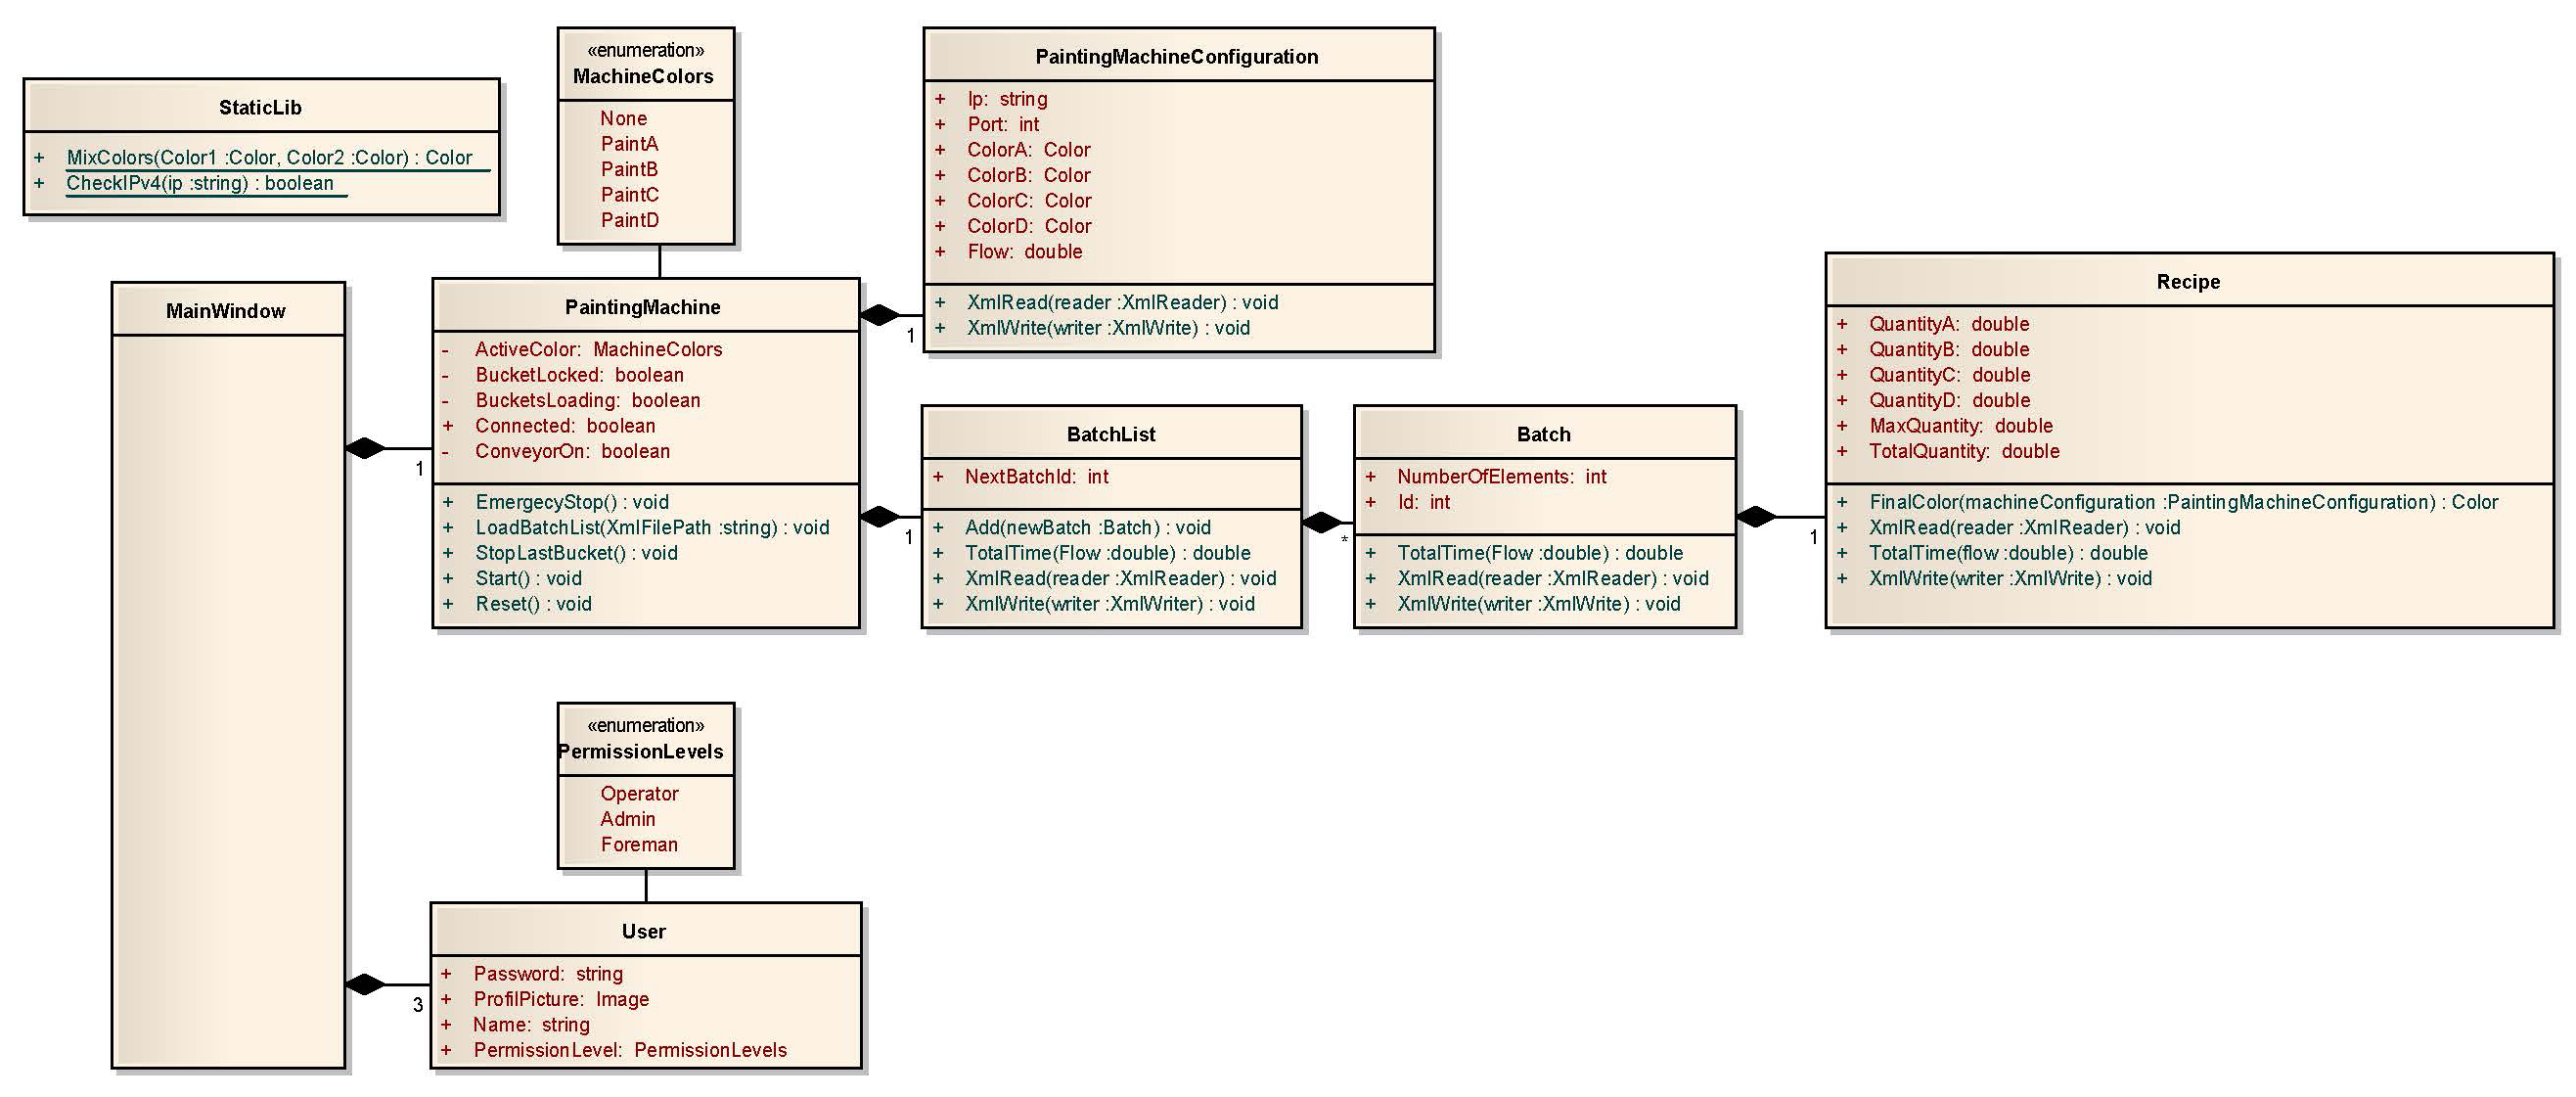 StaticLib
+ MixColors(Color1 :Color, Color2 :Color) : Color
+ CheckIPv4(ip :string) : boolean
«enumeration»
MachineColors
None
PaintA
PaintB
PaintC
PaintD
PaintingMachineConfiguration
+ Ip: string
+ Port: int
+ ColorA: Color
+ ColorB: Color
+ ColorC: Color
+ ColorD: Color
+ Flow: double
+ XmlRead(reader :XmlReader) : void
+ XmlWrite(writer :XmlWrite) : void
MainWindow
PaintingMachine
- ActiveColor: MachineColors
- BucketLocked: boolean
- BucketsLoading: boolean
+ Connected: boolean
- ConveyorOn: boolean
+ EmergecyStop() : void
+ LoadBatchList(XmlFilePath :string) : void
+ StopLastBucket() : void
+ Start() : void
+ Reset() : void
1
1
1
BatchList
+ NextBatchId: int
+ Add(newBatch :Batch) : void
+ TotalTime(Flow :double) : double
+ XmlRead(reader :XmlReader) : void
+ XmlWrite(writer :XmlWriter) : void
*
Batch
+ NumberOfElements: int
+ Id: int
+ TotalTime(Flow :double) : double
+ XmlRead(reader :XmlReader) : void
+ XmlWrite(writer :XmlWrite) : void
1
Recipe
+ QuantityA: double
+ QuantityB: double
+ QuantityC: double
+ QuantityD: double
+ MaxQuantity: double
+ TotalQuantity: double
+ FinalColor(machineConfiguration :PaintingMachineConfiguration) : Color
+ XmlRead(reader :XmlReader) : void
+ TotalTime(flow :double) : double
+ XmlWrite(writer :XmlWrite) : void
«enumeration»
PermissionLevels
Operator
Admin
Foreman
3
User
+ Password: string
+ ProfilPicture: Image
+ Name: string
+ PermissionLevel: PermissionLevels